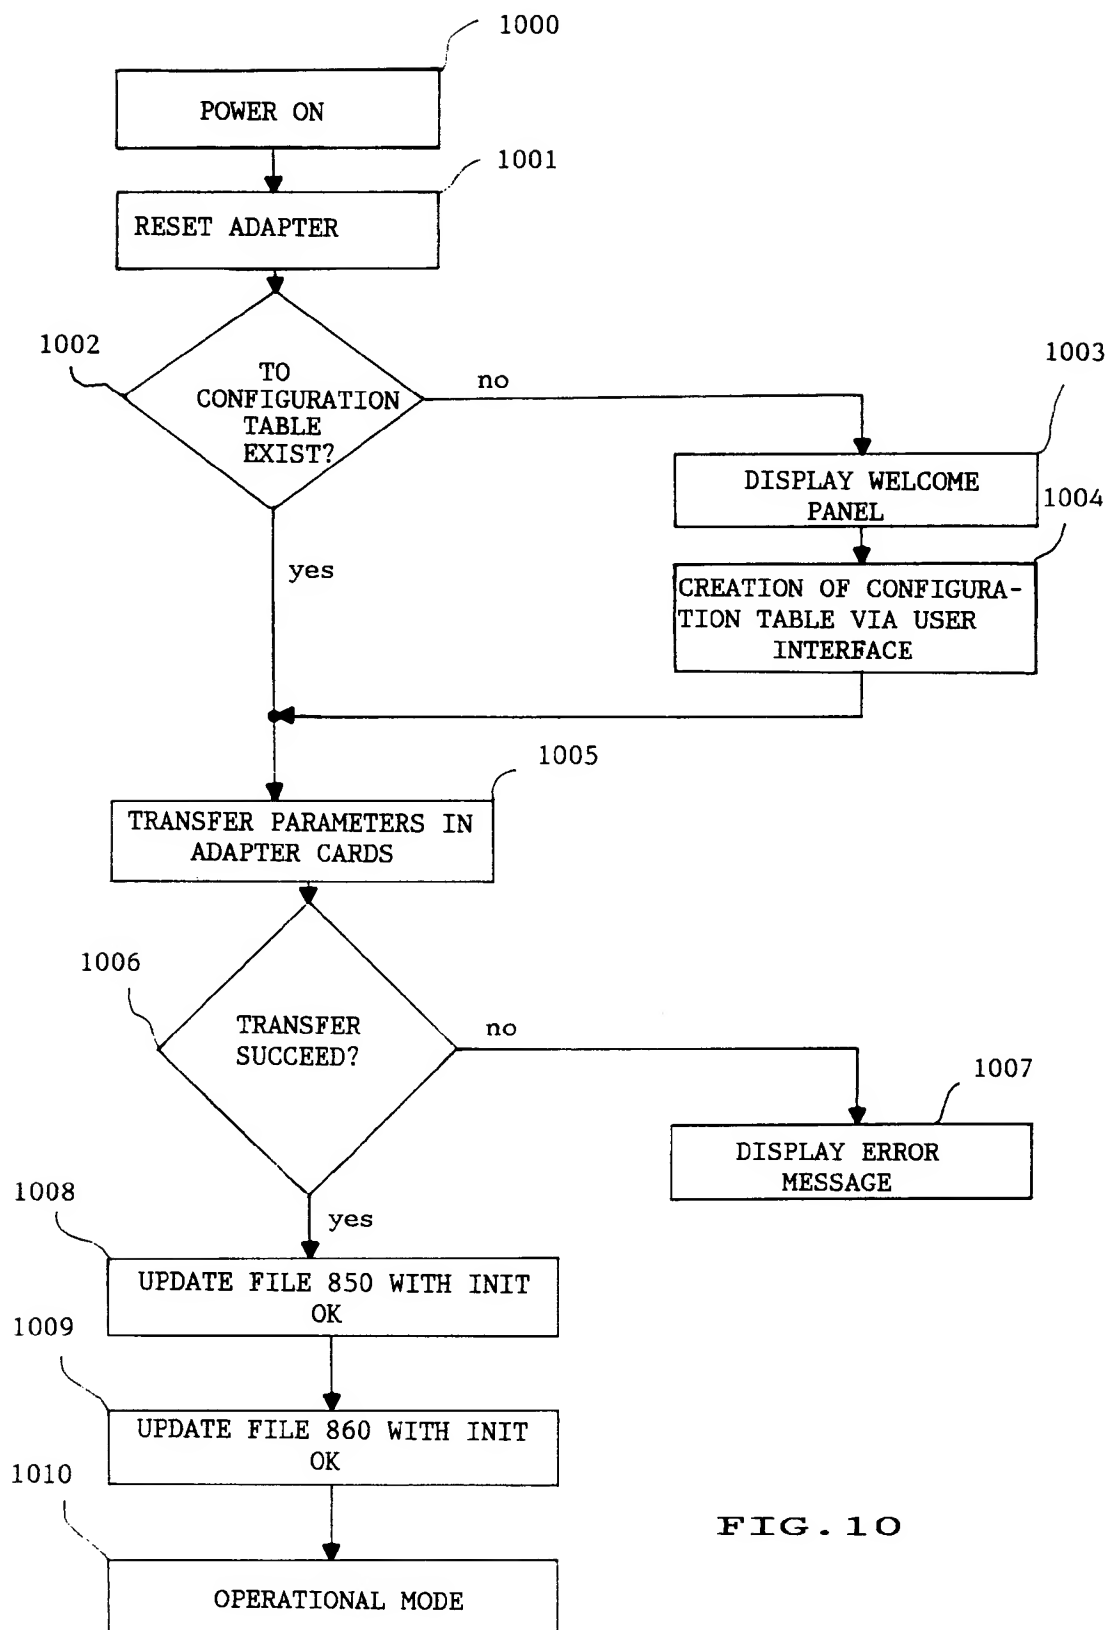 1000
POWER ON
1001
RESET ADAPTER
1002
TO
CONFIGURATION
TABLE
EXIST?
no
1003
DISPLAY WELCOME
PANEL
1004
yes
CREATION OF CONFIGURA-
TION TABLE VIA USER
INTERFACE
1005
TRANSFER PARAMETERS IN
ADAPTER CARDS
1006
TRANSFER
SUCCEED?
no
1007
DISPLAY ERROR
MESSAGE
1008
yes
UPDATE FILE 850 WITH INIT
OK
1009
UPDATE FILE 860 WITH INIT
OK
1010
OPERATIONAL MODE
FIG.10